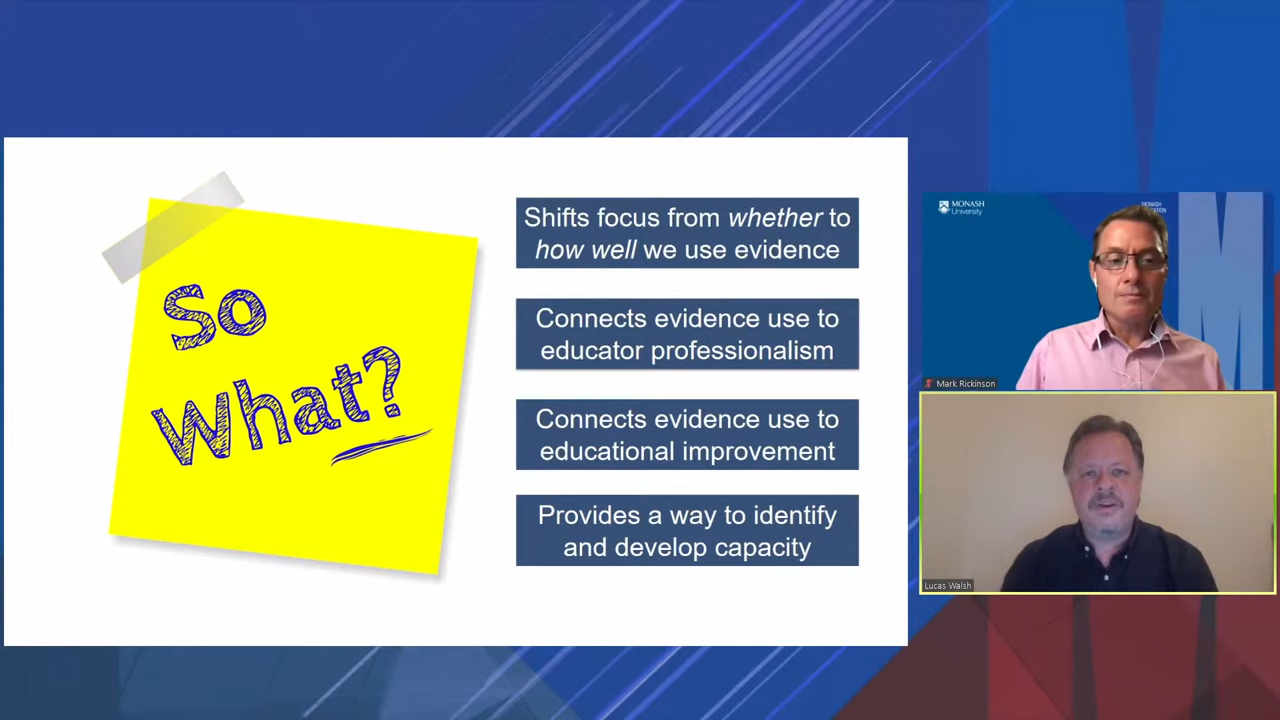 So
What?
Shifts focus from whether to
how well we use evidence
Connects evidence use to
educator professionalism
Connects evidence use to
educational improvement
Provides a way to identify
and develop capacity
MONASH
University
MONASH
Mark Rickinson
Lucas Walsh